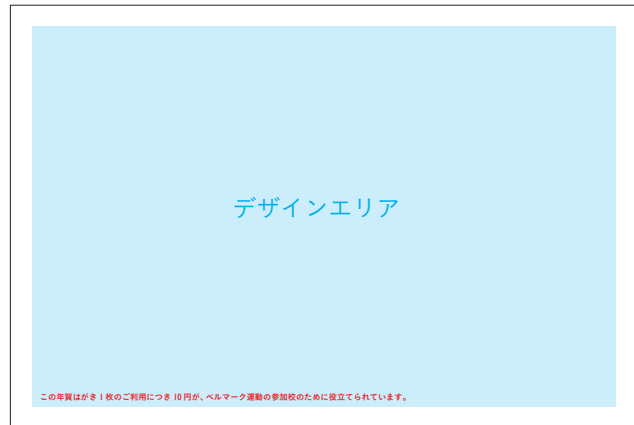 デザインエリア
この年賀はがき1枚のご利用につき10円が、ベルマーク運動の参加校のために役立てられています。